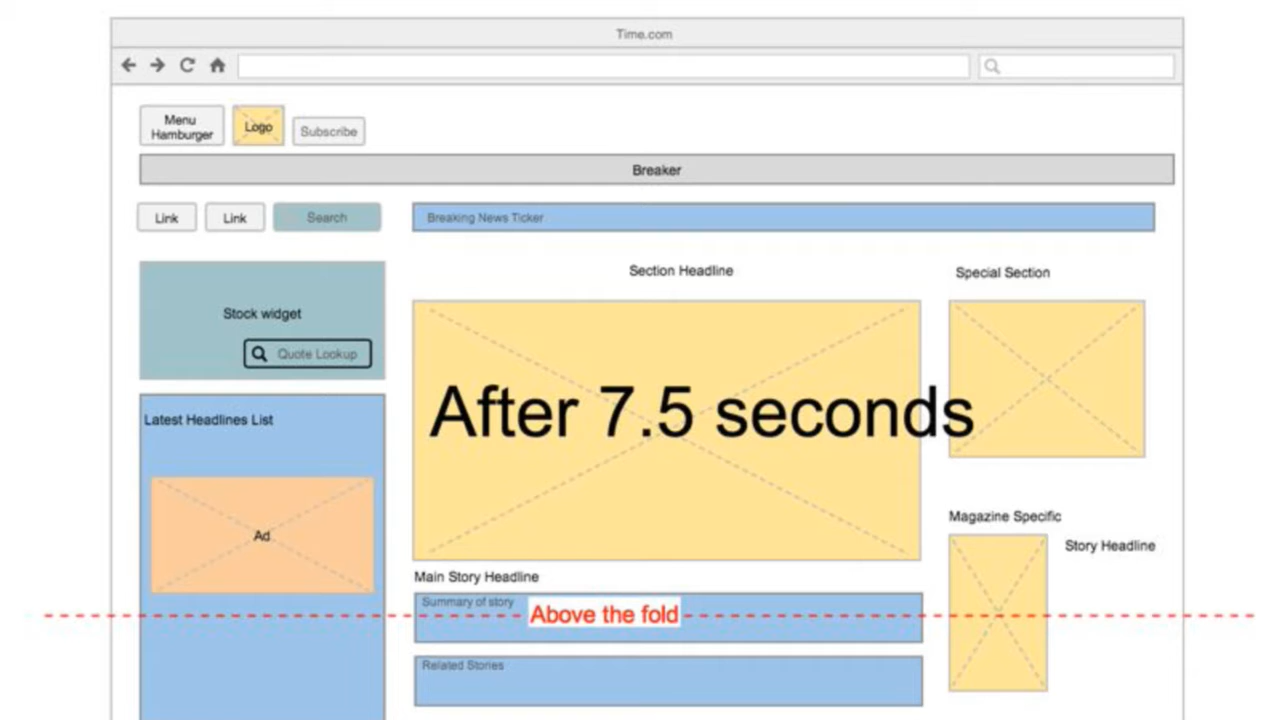 Time.com
Menu
Hamburger
Logo
Subscribe
Breaker
Link
Link
Search
Breaking News Ticker
Section Headline
Special Section
Stock widget
Quote Lookup
After 7.5 seconds
Latest Headlines List
Ad
Magazine Specific
Story Headline
Main Story Headline
Summary of story
Above the fold
Related Stories